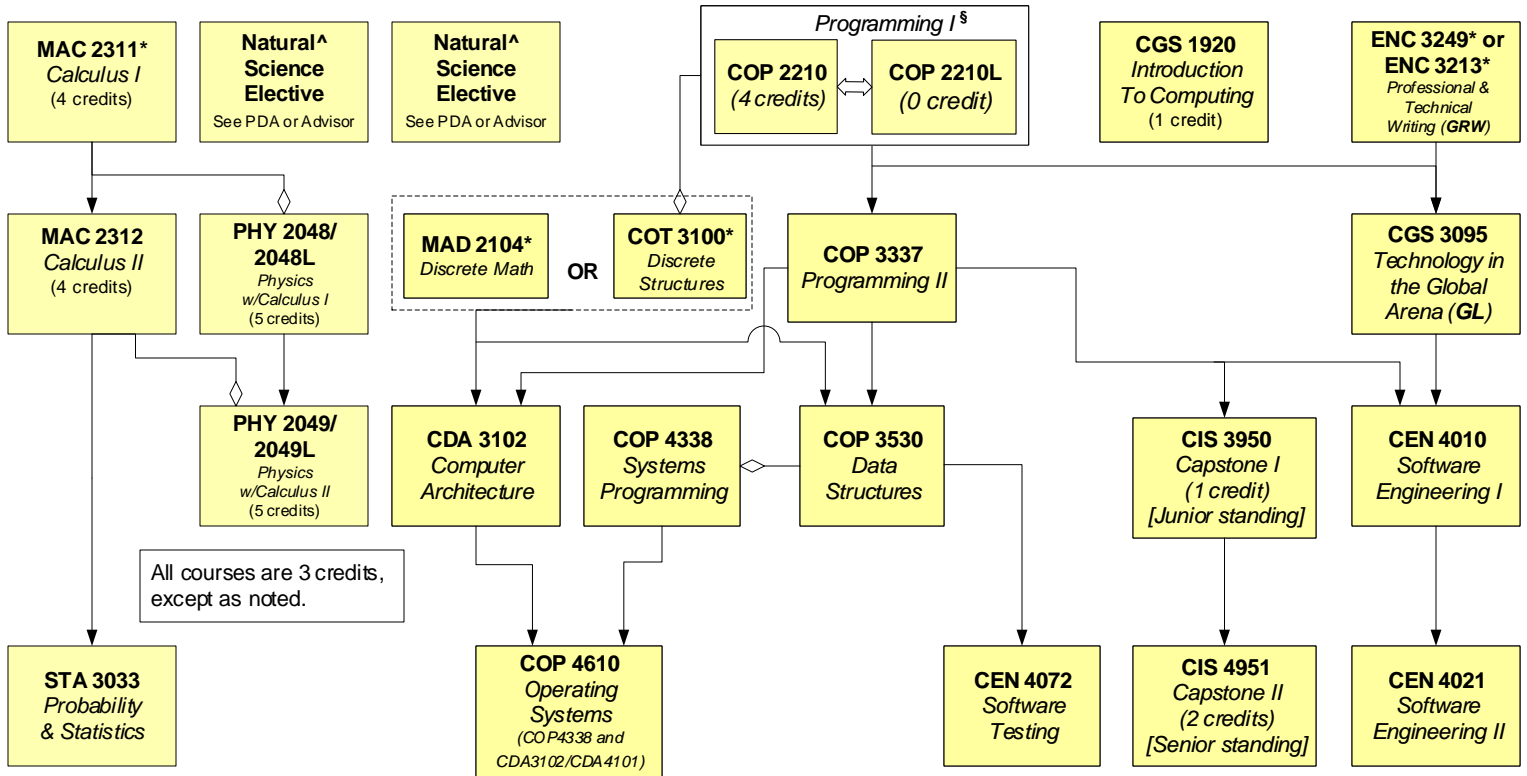 MAC 2311*
Calculus I
(4 credits)
Natural^
Science
Elective
See PDA or Advisor
Natural^
Science
Elective
See PDA or Advisor
Programming I §
COP 2210
(4 credits)
COP 2210L
(0 credit)
CGS 1920
Introduction
To Computing
(1 credit)
ENC 3249* or
ENC 3213*
Professional &
Technical
Writing (GRW)
MAC 2312
Calculus II
(4 credits)
PHY 2048/
2048L
Physics
w/Calculus I
(5 credits)
MAD 2104*
Discrete Math
OR
COT 3100*
Discrete
Structures
COP 3337
Programming II
CGS 3095
Technology in
the Global
Arena (GL)
PHY 2049/
2049L
Physics
w/Calculus II
(5 credits)
CDA 3102
Computer
Architecture
COP 4338
Systems
Programming
COP 3530
Data
Structures
CIS 3950
Capstone I
(1 credit)
[Junior standing]
CEN 4010
Software
Engineering I
All courses are 3 credits,
except as noted.
STA 3033
Probability
& Statistics
COP 4610
Operating
Systems
(COP4338 and
CDA3102/CDA4101)
CEN 4072
Software
Testing
CIS 4951
Capstone II
(2 credits)
[Senior standing]
CEN 4021
Software
Engineering II